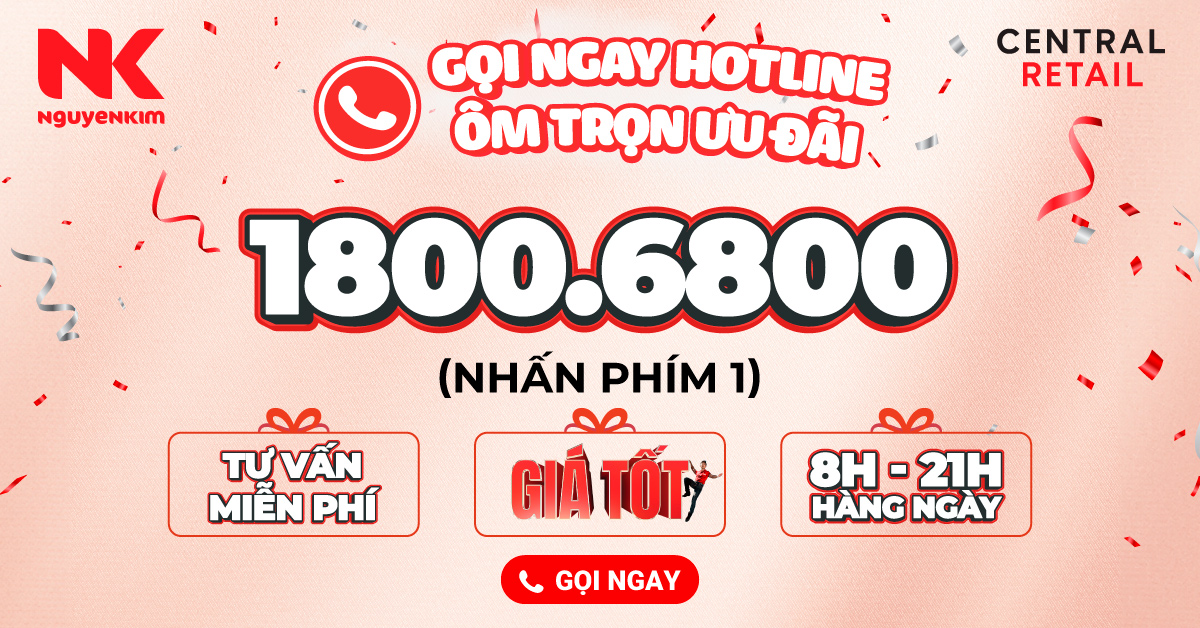 NK
NGUYENKIM
CENTRAL
RETAIL
GỌI NGAY HOTLINE
ÔM TRỌN ƯU ĐÃI
1800.6800
(NHẤN PHÍM 1)
TƯ VẤN
MIỄN PHÍ
GIÁ TỐT
8H - 21H
HÀNG NGÀY
GỌI NGAY